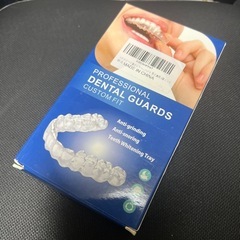 MADE IN CHINA
PROFESSIONAL
DENTAL GUARDS
CUSTOM FIT
Anti-grinding
Anti-snoring
Teeth Whitening Tray